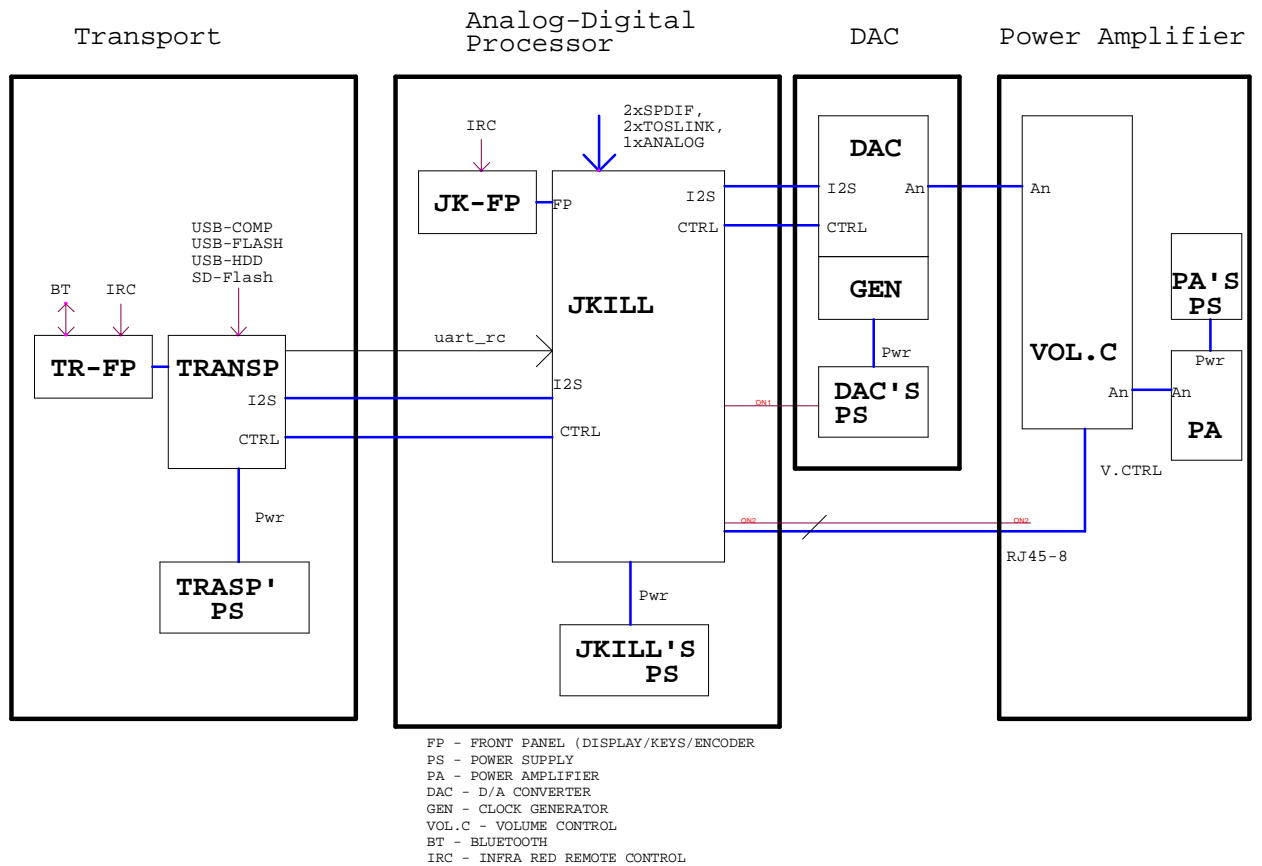 Transport
Analog-Digital
Processor
DAC
Power Amplifier
BT
IRC
USB-COMP
USB-FLASH
USB-HDD
SD-Flash
TR-FP
TRANSP
I2S
CTRL
Pwr
TRASP'
PS
uart_rc
IRC
2xSPDIF,
2xTOSLINK,
1xANALOG
JK-FP
FP
I2S
CTRL
JKILL
I2S
CTRL
Pwr
JKILL'S
PS
DAC
I2S
An
CTRL
GEN
Pwr
ON1
DAC'S
PS
ON2
ON2
RJ45-8
An
VOL.C
An
V.CTRL
PA'S
PS
Pwr
An
PA
FP - FRONT PANEL (DISPLAY/KEYS/ENCODER
PS - POWER SUPPLY
PA - POWER AMPLIFIER
DAC - D/A CONVERTER
GEN - CLOCK GENERATOR
VOL.C - VOLUME CONTROL
BT - BLUETOOTH
IRC - INFRA RED REMOTE CONTROL